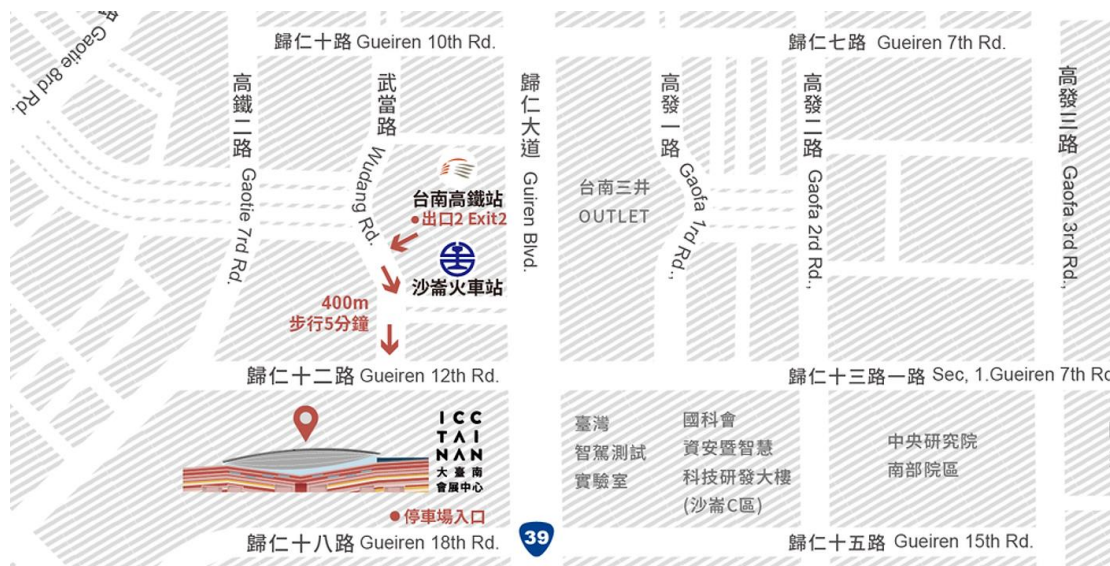 Gaotie 8rd Rd.
歸仁十路 Gueiren 10th Rd.
歸仁七路 Gueiren 7th Rd.
高鐵二路 Gaotie 7rd Rd.
武當路 Wudang Rd.
歸仁大道 Guiren Blvd.
高發一路 Gaofa 1rd Rd.,
高發二路 Gaofa 2rd Rd.,
高發三路 Gaofa 3rd Rd.,
台南高鐵站
出口2 Exit2
沙崙火車站
400m
步行5分鐘
台南三井
OUTLET
歸仁十二路 Gueiren 12th Rd.
歸仁十三路一路 Sec, 1.Gueiren 7th Rd
ICC
TAI
NAN
大臺南
會展中心
停車場入口
臺灣
智駕測試
實驗室
國科會
資安暨智慧
科技研發大樓
(沙崙C區)
中央研究院
南部院區
歸仁十八路 Gueiren 18th Rd.
39
歸仁十五路 Gueiren 15th Rd.